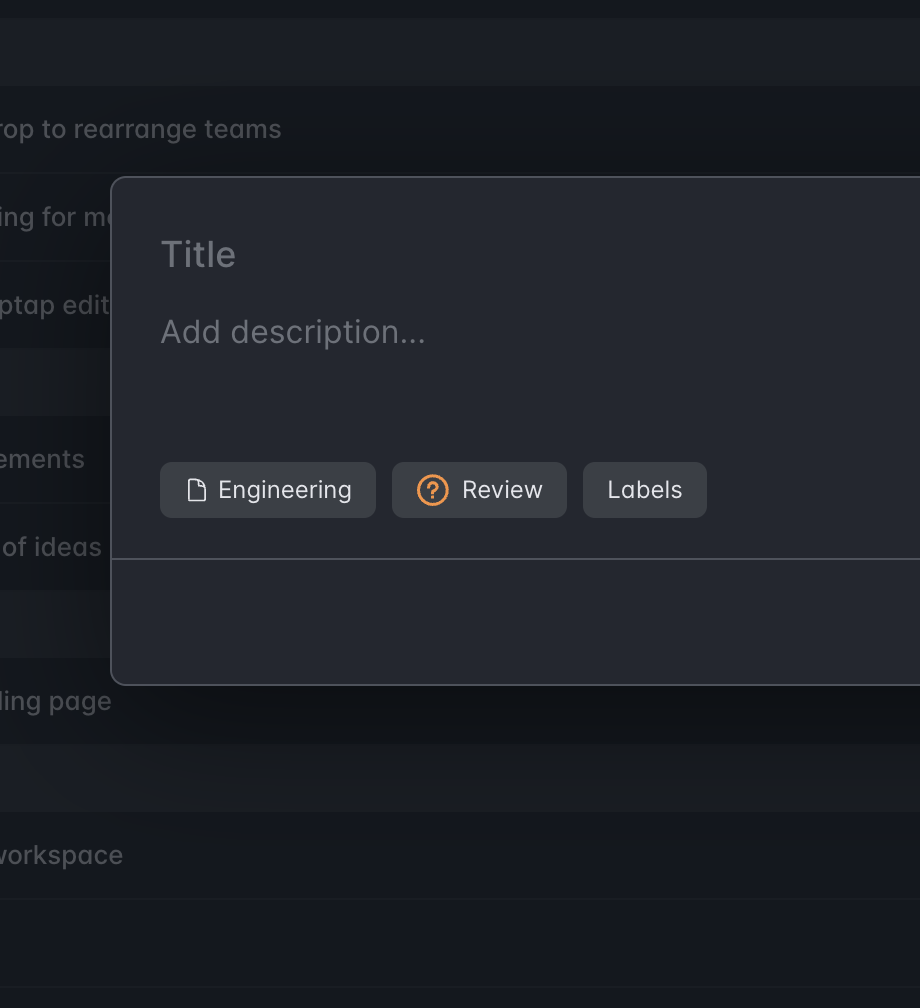 rop to rearrange teams
ing for m
Title
ptap edit
Add description...
ements
Engineering
Review
Labels
of ideas
ling page
workspace